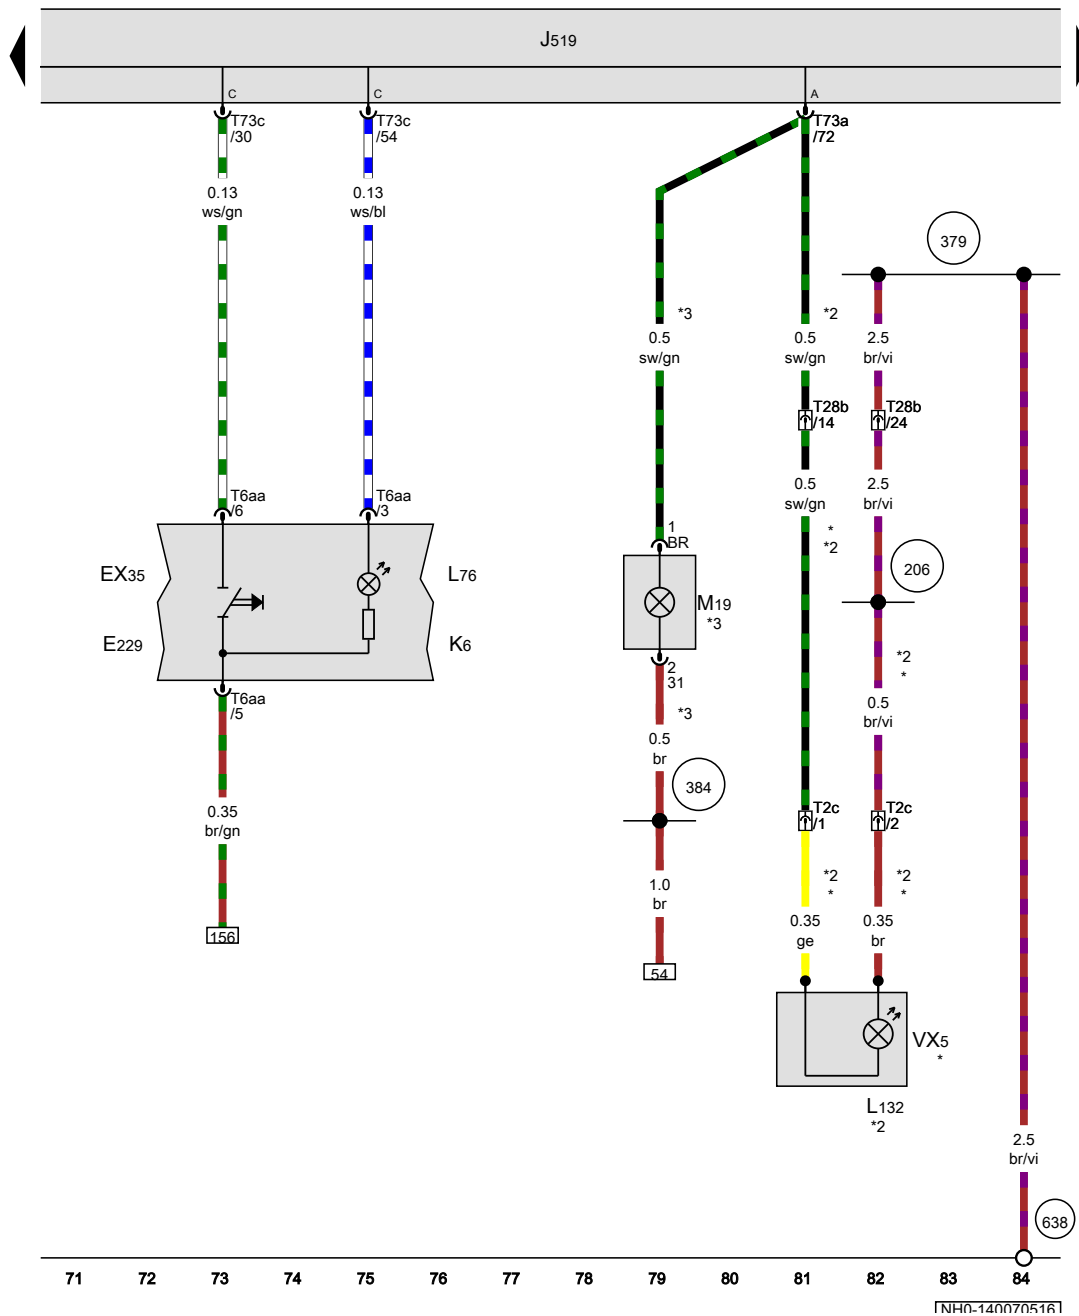 J519
C
C
A
T73c
/30
T73c
/54
T73a
/72
0.13
ws/gn
0.13
ws/bl
379
*3
*2
0.5
sw/gn
0.5
sw/gn
2.5
br/vi
T28b
/14
T28b
/24
0.5
sw/gn
2.5
br/vi
T6aa
/6
T6aa
/3
*
*2
1
BR
206
EX35
L76
M19
*3
E229
K6
*2
*
2
31
T6aa
/5
*3
0.5
br/vi
0.5
br
384
0.35
br/gn
T2c
/1
T2c
/2
1.0
br
*2
*
*2
*
0.35
ge
0.35
br
156
54
VX5
*
L132
*2
2.5
br/vi
638
71 72 73 74 75 76 77 78 79 80 81 82 83 84
NH0-140070516